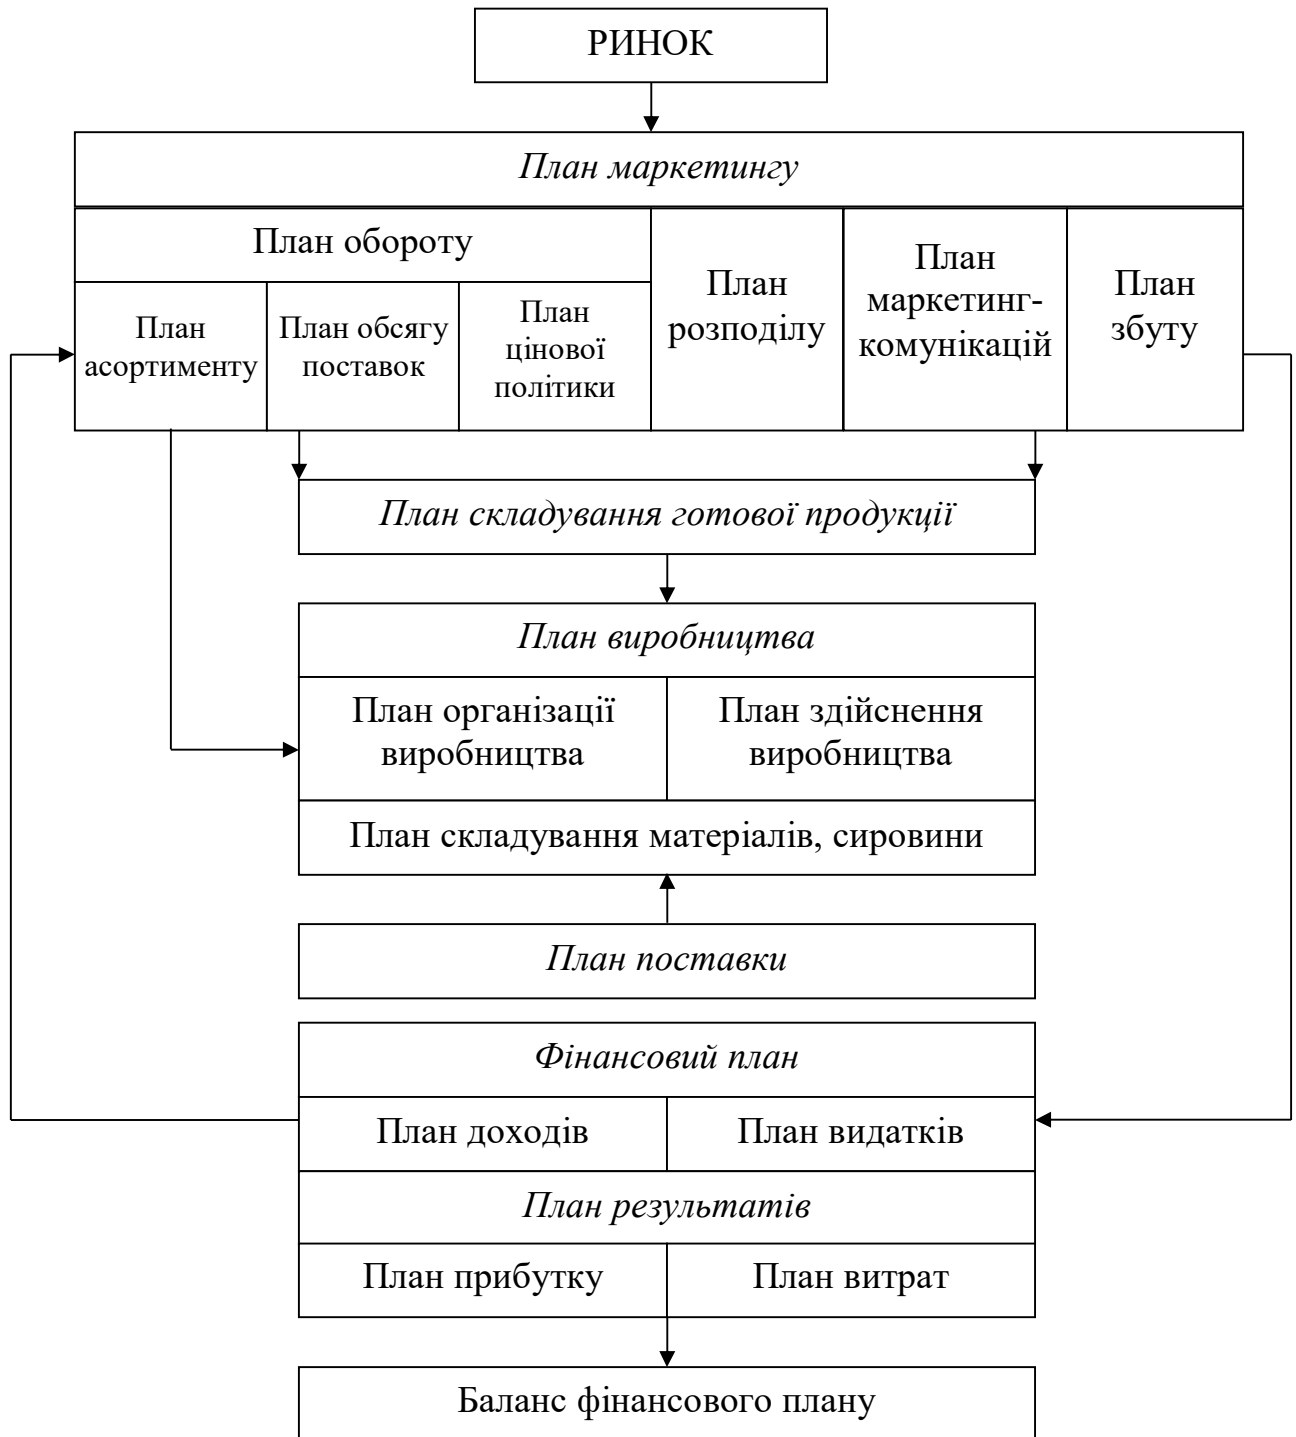 РИНОК
План маркетингу
План обороту
План
асортименту
План обсягу
поставок
План
цінової
політики
План
розподілу
План
маркетинг-
комунікацій
План
збуту
План складування готової продукції
План виробництва
План організації
виробництва
План здійснення
виробництва
План складування матеріалів, сировини
План поставки
Фінансовий план
План доходів
План видатків
План результатів
План прибутку
План витрат
Баланс фінансового плану